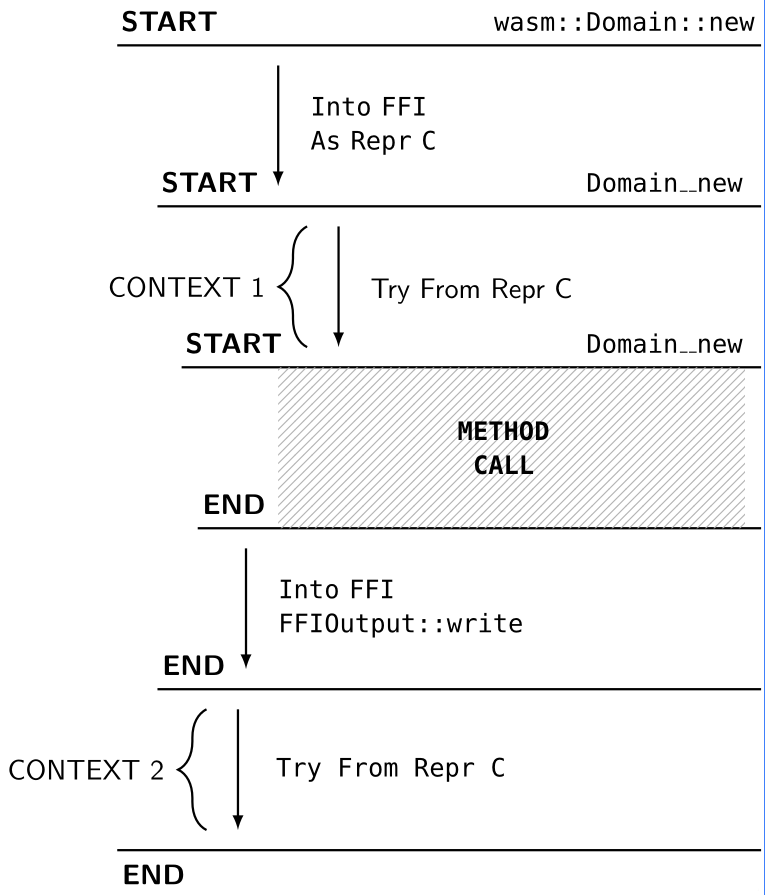 START wasm::Domain::new
Into FFI
As Repr C
START Domain__new
CONTEXT 1 Try From Repr C
START Domain__new
METHOD
CALL
END
Into FFI
FFIOutput::write
END
CONTEXT 2 Try From Repr C
END